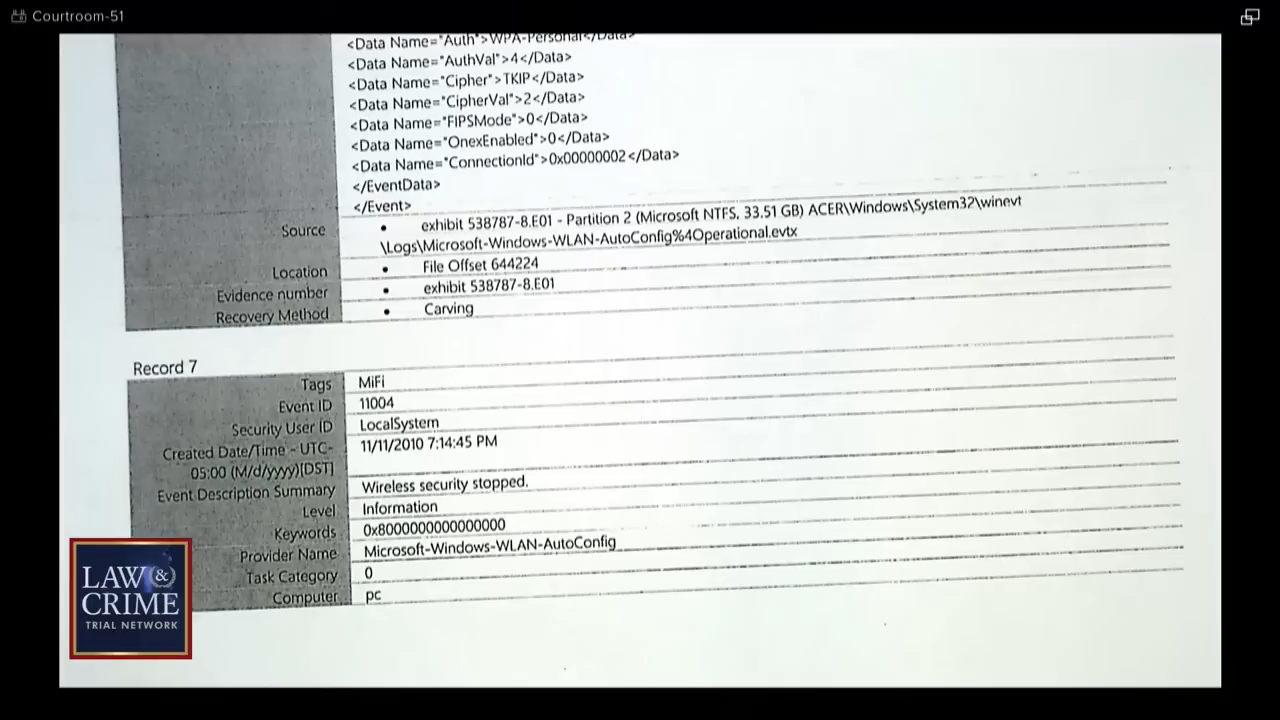 Courtroom-51
<Data Name="Auth">WPA-Personal</Data>
<Data Name="AuthVal">4</Data>
<Data Name="Cipher">TKIP</Data>
<Data Name="CipherVal">2</Data>
<Data Name="FIPSMode">0</Data>
<Data Name="OnexEnabled">0</Data>
<Data Name="ConnectionId">0x00000002</Data>
</EventData>
</Event>
Source • exhibit 538787-8.E01 - Partition 2 (Microsoft NTFS, 33.51 GB) ACER\Windows\System32\winevt
\Logs\Microsoft-Windows-WLAN-AutoConfig%4Operational.evtx
Location • File Offset 644224
Evidence number • exhibit 538787-8.E01
Recovery Method • Carving
Record 7
Tags MiFi
Event ID 11004
Security User ID LocalSystem
Created Date/Time - UTC- 11/11/2010 7:14:45 PM
05:00 (M/d/yyyy)[DST]
Event Description Summary Wireless security stopped.
Level Information
Keywords 0x8000000000000000
Provider Name Microsoft-Windows-WLAN-AutoConfig
Task Category 0
Computer pc
LAW &
CRIME
TRIAL NETWORK